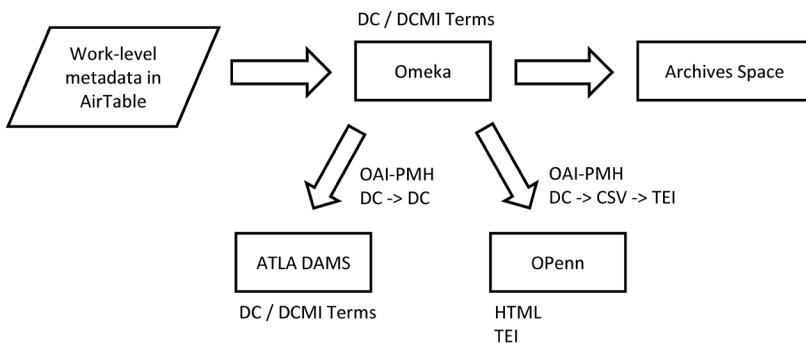 DC / DCMI Terms
Work-level
metadata in
AirTable
Omeka
Archives Space
OAI-PMH
DC -> DC
OAI-PMH
DC -> CSV -> TEI
ATLA DAMS
OPenn
DC / DCMI Terms
HTML
TEI